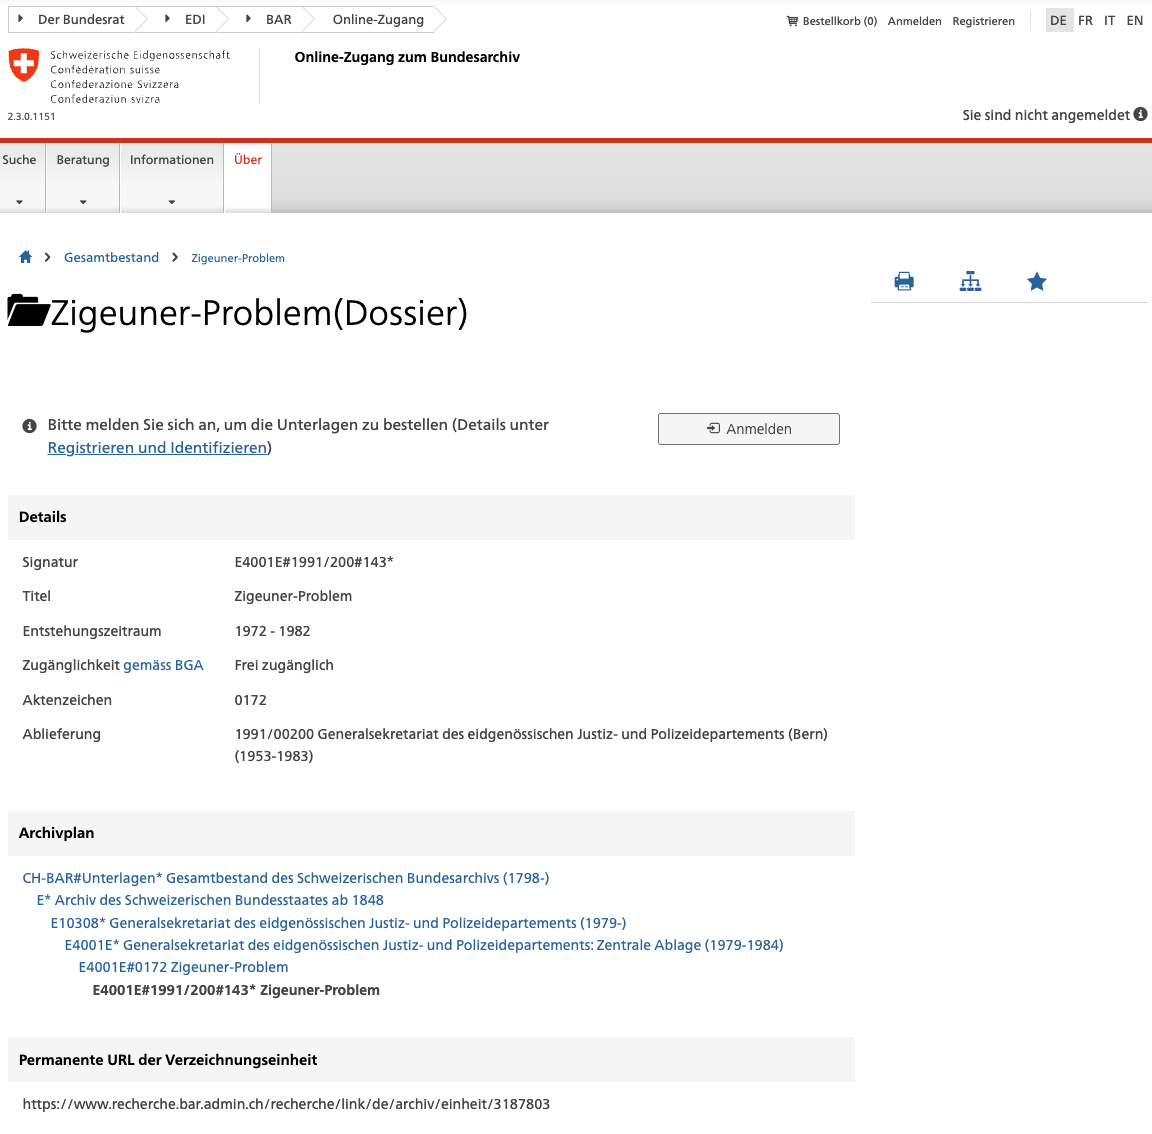 Der Bundesrat EDI BAR Online-Zugang Bestellkorb (0) Anmelden Registrieren DE FR IT EN
Schweizerische Eidgenossenschaft
Confédération suisse
Confederazione Svizzera
Confederaziun svizra
Online-Zugang zum Bundesarchiv
2.3.0.1151
Sie sind nicht angemeldet
Suche Beratung Informationen Über
Gesamtbestand Zigeuner-Problem
Zigeuner-Problem(Dossier)
Bitte melden Sie sich an, um die Unterlagen zu bestellen (Details unter
Registrieren und Identifizieren)
Anmelden
Details
Signatur E4001E#1991/200#143*
Titel Zigeuner-Problem
Entstehungszeitraum 1972 - 1982
Zugänglichkeit gemäss BGA Frei zugänglich
Aktenzeichen 0172
Ablieferung 1991/00200 Generalsekretariat des eidgenössischen Justiz- und Polizeidepartements (Bern)
(1953-1983)
Archivplan
CH-BAR#Unterlagen* Gesamtbestand des Schweizerischen Bundesarchivs (1798-)
E* Archiv des Schweizerischen Bundesstaates ab 1848
E10308* Generalsekretariat des eidgenössischen Justiz- und Polizeidepartements (1979-)
E4001E* Generalsekretariat des eidgenössischen Justiz- und Polizeidepartements: Zentrale Ablage (1979-1984)
E4001E#0172 Zigeuner-Problem
E4001E#1991/200#143* Zigeuner-Problem
Permanente URL der Verzeichnungseinheit
https://www.recherche.bar.admin.ch/recherche/link/de/archiv/einheit/3187803